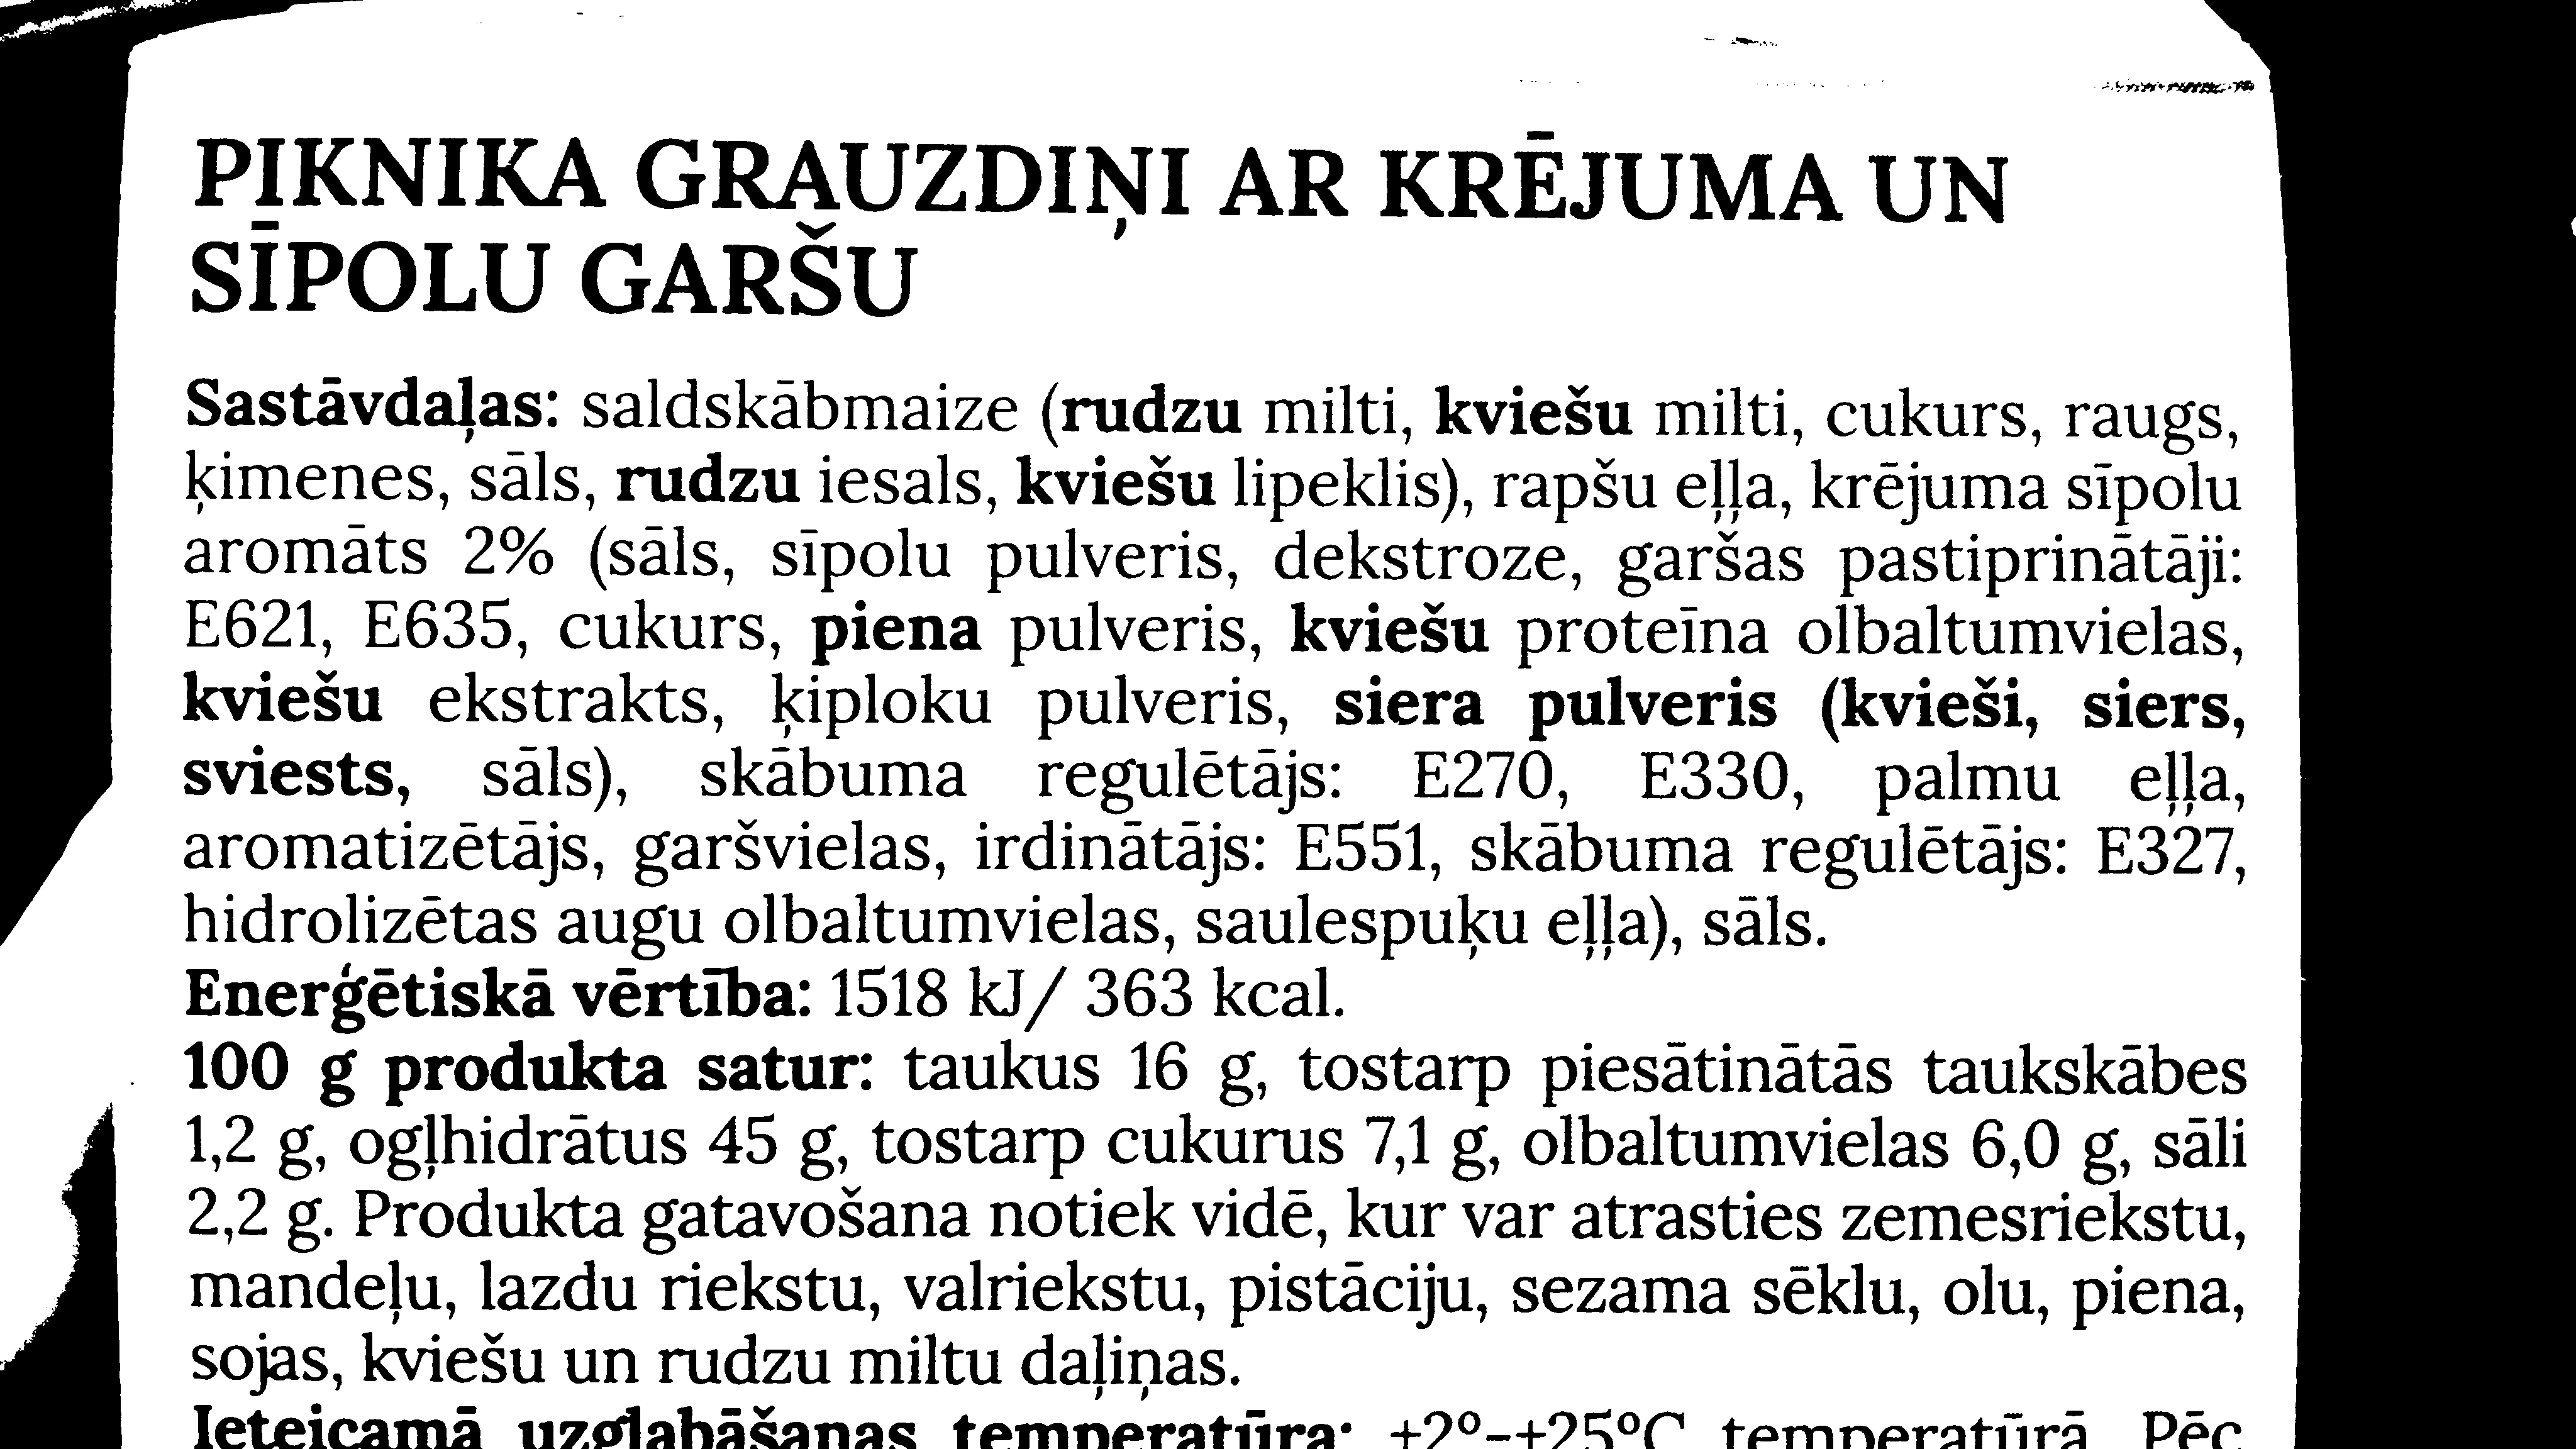 PIKNIKA GRAUZDIŅI AR KRĒJUMA UN
SĪPOLU GARŠU
Sastāvdaļas: saldskābmaize (rudzu milti, kviešu milti, cukurs, raugs,
ķimenes, sāls, rudzu iesals, kviešu lipeklis), rapšu eļļa, krējuma sīpolu
aromāts 2% (sāls, sīpolu pulveris, dekstroze, garšas pastiprinātāji:
E621, E635, cukurs, piena pulveris, kviešu proteīna olbaltumvielas,
kviešu ekstrakts, ķiploku pulveris, siera pulveris (kvieši, siers,
sviests, sāls), skābuma regulētājs: E270, E330, palmu eļļa,
aromatizētājs, garšvielas, irdinātājs: E551, skābuma regulētājs: E327,
hidrolizētas augu olbaltumvielas, saulespuķu eļļa), sāls.
Enerģētiskā vērtība: 1518 kJ/ 363 kcal.
100 g produkta satur: taukus 16 g, tostarp piesātinātās taukskābes
1,2 g, ogļhidrātus 45 g, tostarp cukurus 7,1 g, olbaltumvielas 6,0 g, sāli
2,2 g. Produkta gatavošana notiek vidē, kur var atrasties zemesriekstu,
mandeļu, lazdu riekstu, valriekstu, pistāciju, sezama sēklu, olu, piena,
sojas, kviešu un rudzu miltu daļiņas.
Ieteicamā uzglabāšanas temperatūra: +2°-+25°C temperatūrā. Pēc